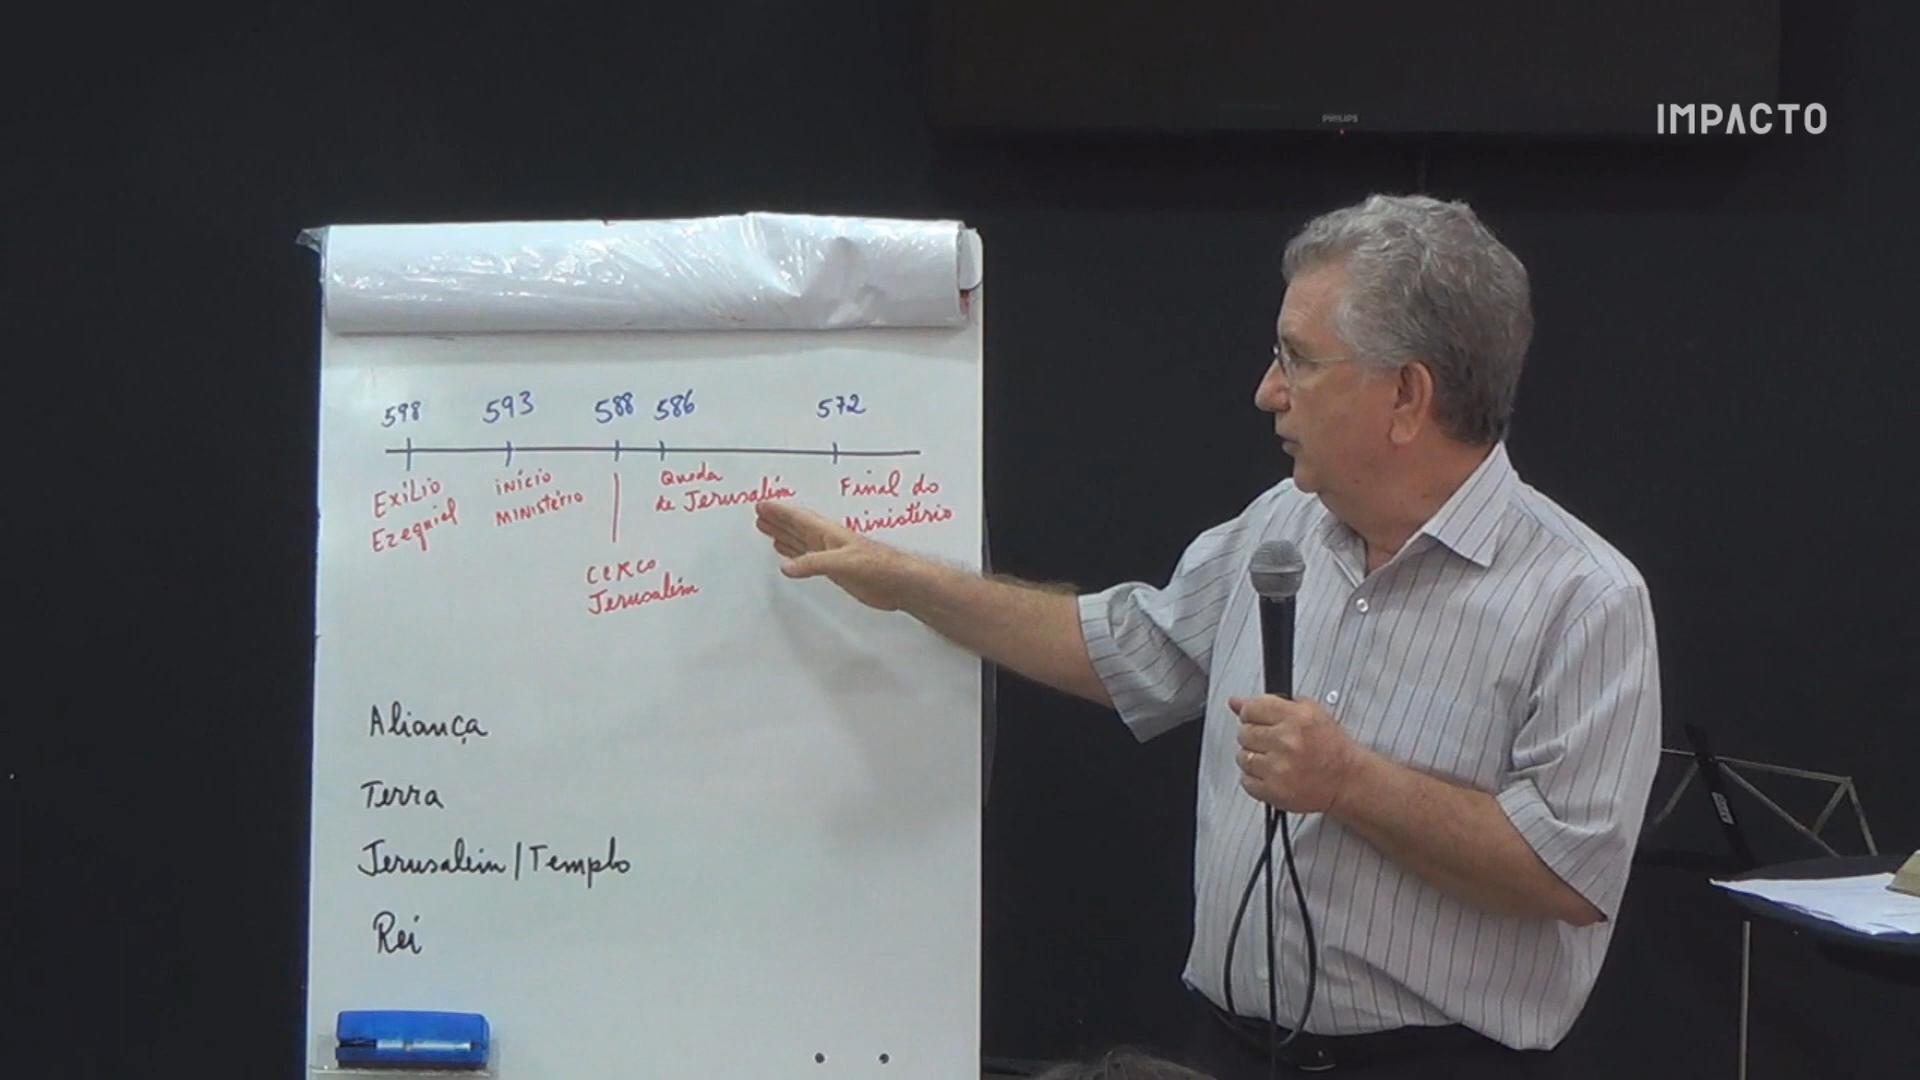 IMPACTO
PHILIPS
598 593 588 586 572
Exílio
Ezequiel
início
ministério
Cerco
Jerusalém
Queda
de Jerusalém
Final do
Ministério
Aliança
Terra
Jerusalém/Templo
Rei